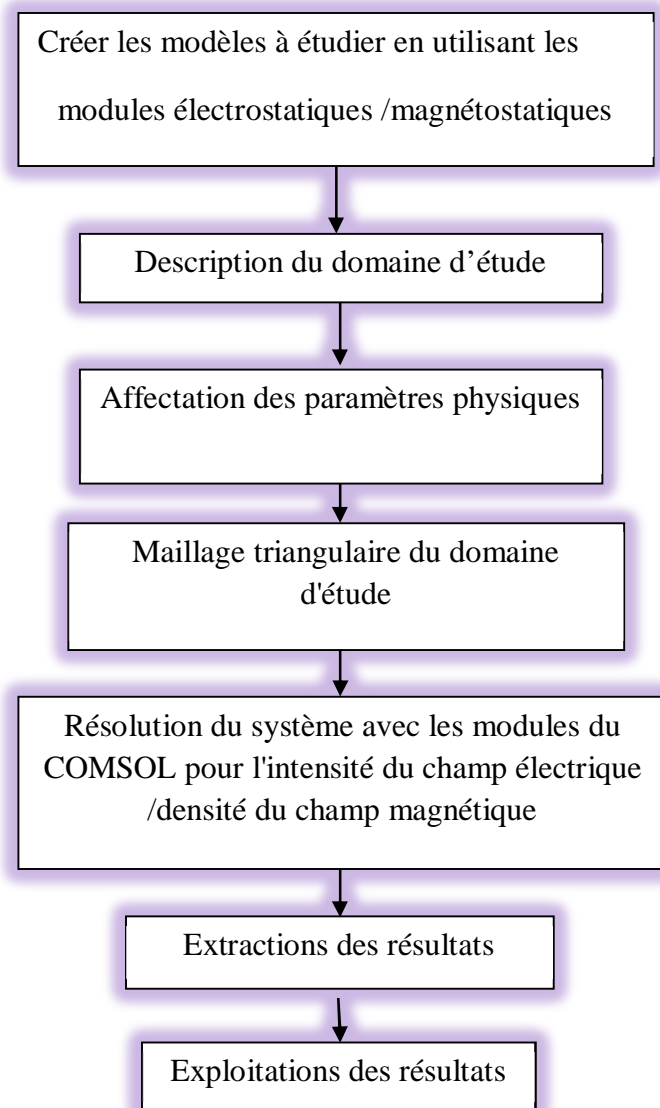 Créer les modèles à étudier en utilisant les
modules électrostatiques /magnétostatiques
Description du domaine d’étude
Affectation des paramètres physiques
Maillage triangulaire du domaine
d'étude
Résolution du système avec les modules du
COMSOL pour l'intensité du champ électrique
/densité du champ magnétique
Extractions des résultats
Exploitations des résultats